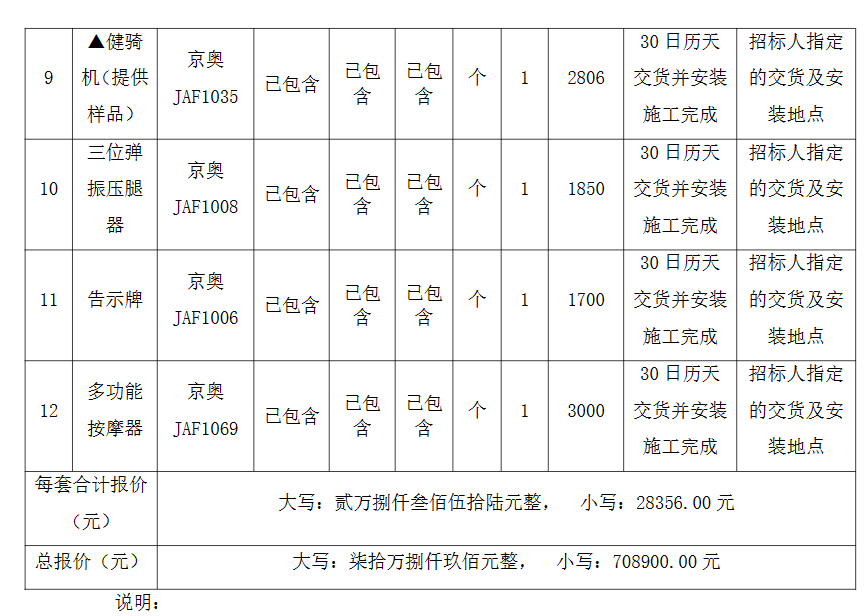 9 ▲健骑机（提供样品） 京奥 JAF1035 已包含 已包含 已包含 个 1 2806 30 日历天交货并安装施工完成 招标人指定的交货及安装地点
10 三位弹振压腿器 京奥 JAF1008 已包含 已包含 已包含 个 1 1850 30 日历天交货并安装施工完成 招标人指定的交货及安装地点
11 告示牌 京奥 JAF1006 已包含 已包含 已包含 个 1 1700 30 日历天交货并安装施工完成 招标人指定的交货及安装地点
12 多功能按摩器 京奥 JAF1069 已包含 已包含 已包含 个 1 3000 30 日历天交货并安装施工完成 招标人指定的交货及安装地点
每套合计报价（元） 大写：贰万捌仟叁佰伍拾陆元整， 小写：28356.00 元
总报价（元） 大写：柒拾万捌仟玖佰元整， 小写：708900.00 元
说明：